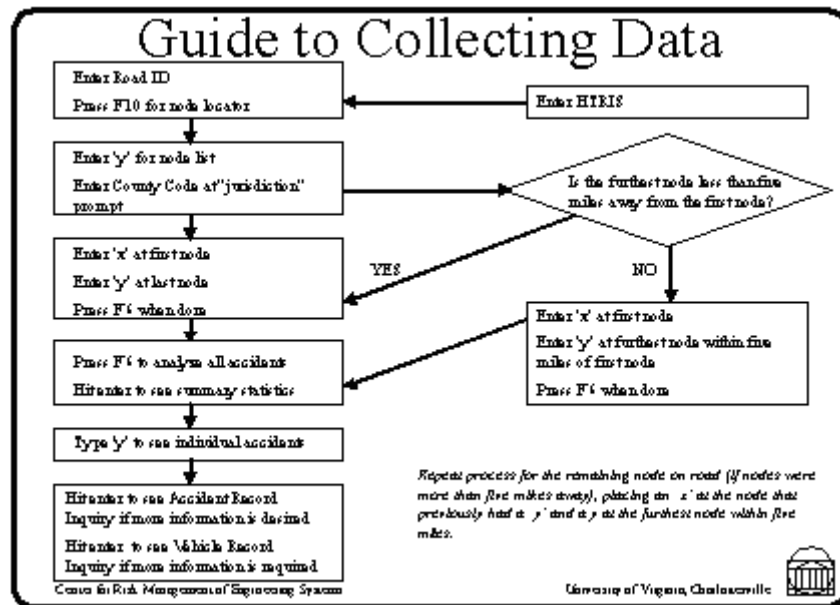 Guide to Collecting Data
Enter Road ID
Press F10 for node locator
Enter HTRIS
Enter 'y' for node list
Enter County Code at "jurisdiction"
prompt
Is the furthest node less than five
miles away from the first node?
Enter 'x' at first node
Enter 'y' at last node
Press F6 when done
YES
NO
Enter 'x' at first node
Enter 'y' at furthest node within five
miles of first node
Press F6 when done
Press F6 to analyze all accidents
Hit enter to see summary statistics
Type 'y' to see individual accidents
Hit enter to see Accident Record
Inquiry if more information is desired
Hit enter to see Vehicle Record
Inquiry if more information is required
Repeat process for the remaining node on road (if nodes were
more than five miles away), placing an 'x' at the node that
previously had a 'y' and a y at the furthest node within five
miles.
Center for Risk Management of Engineering Systems
University of Virginia, Charlottesville